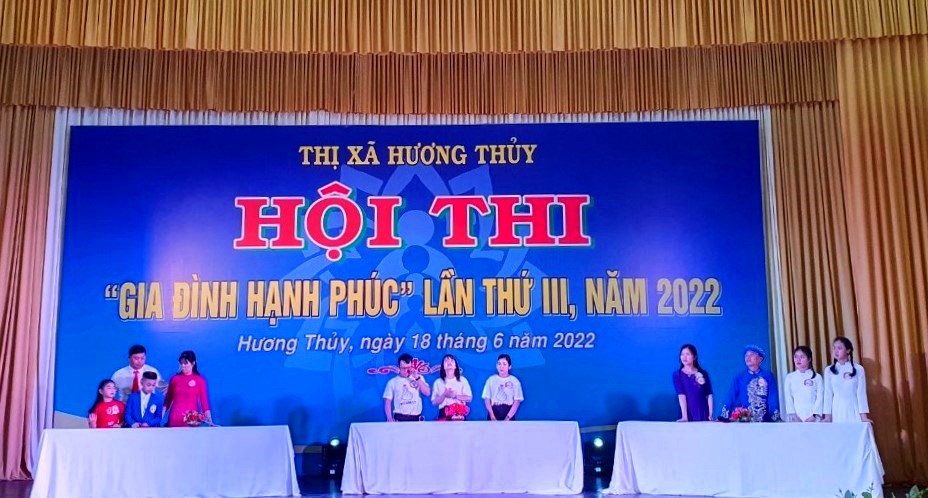 THỊ XÃ HƯƠNG THỦY
HỘI THI
“GIA ĐÌNH HẠNH PHÚC” LẦN THỨ III, NĂM 2022
Hương Thủy, ngày 18 tháng 6 năm 2022